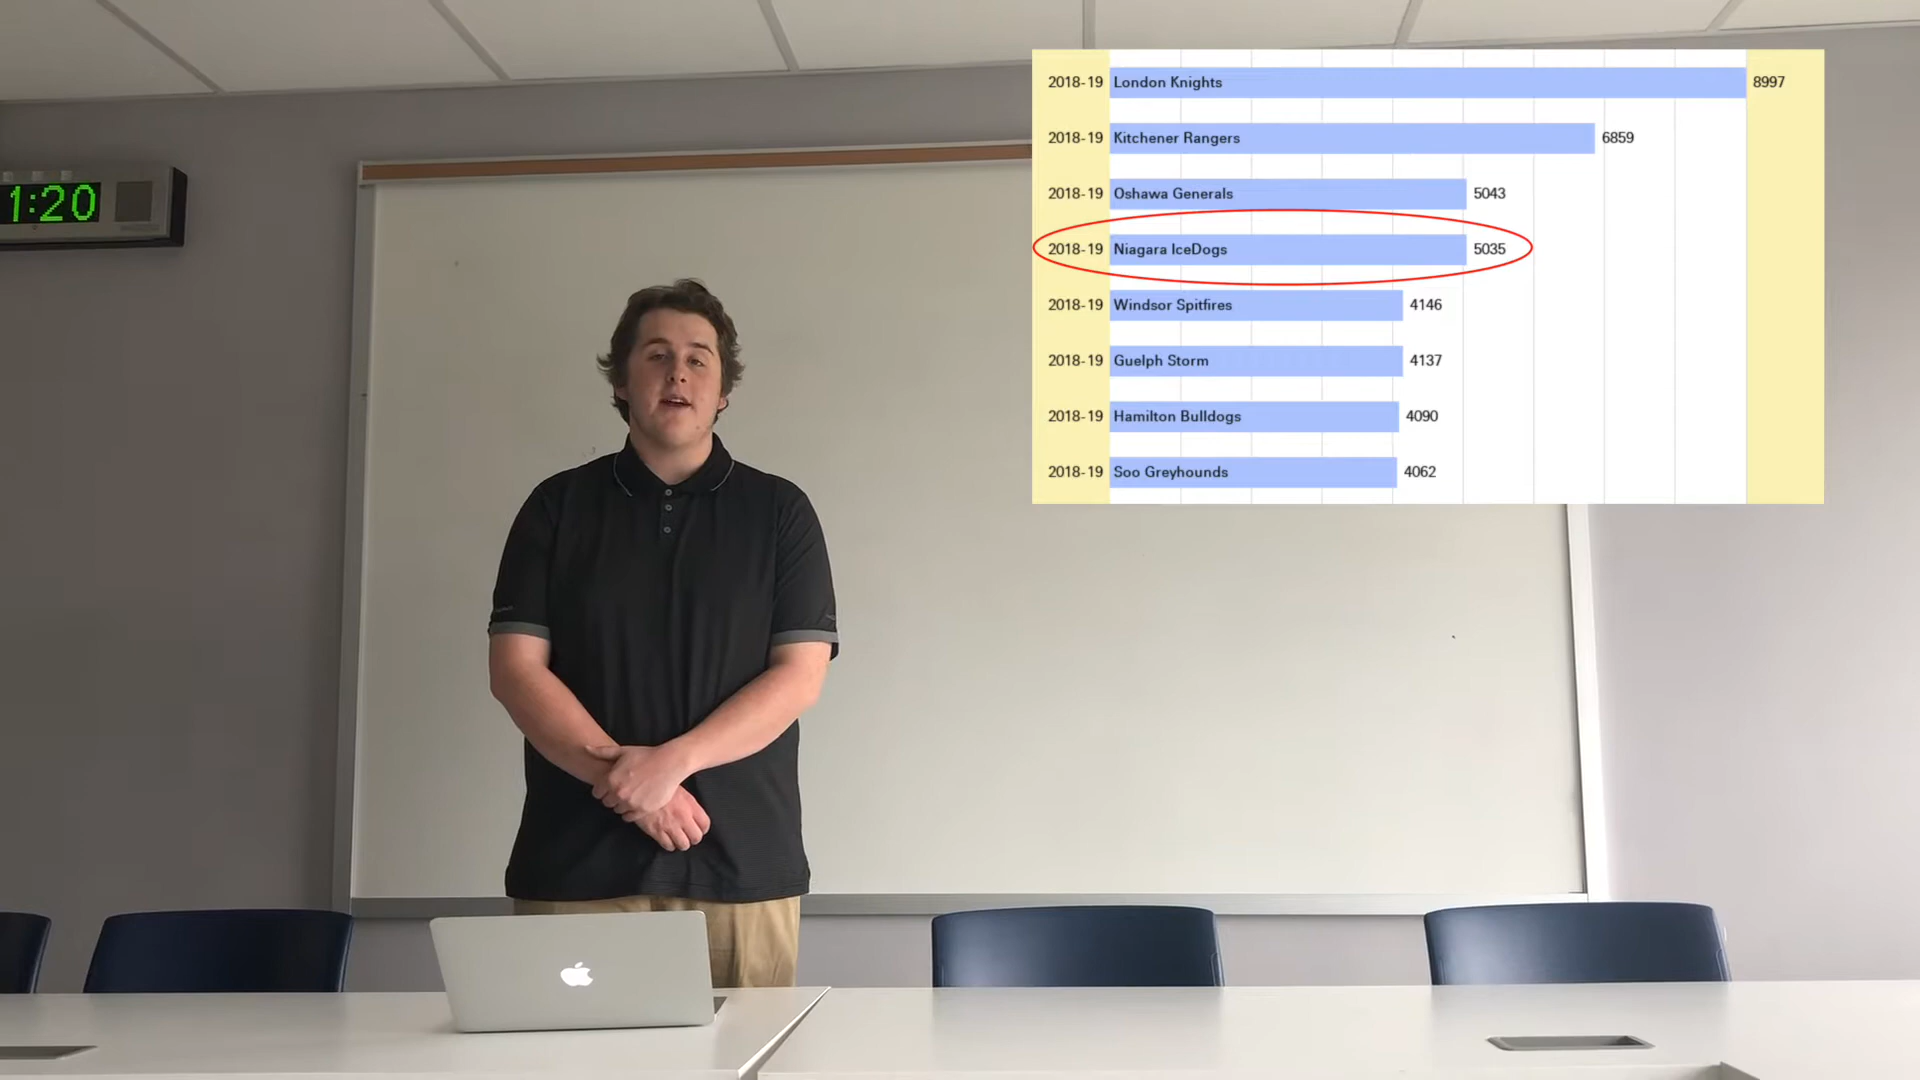 1:20
2018-19 London Knights 8997
2018-19 Kitchener Rangers 6859
2018-19 Oshawa Generals 5043
2018-19 Niagara IceDogs 5035
2018-19 Windsor Spitfires 4146
2018-19 Guelph Storm 4137
2018-19 Hamilton Bulldogs 4090
2018-19 Soo Greyhounds 4062